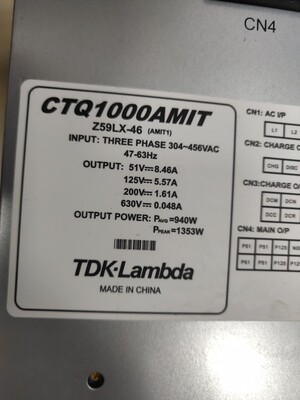 CN4
CTQ1000AMIT
Z59LX-46 (AMIT1)
INPUT: THREE PHASE 304~456VAC
47-63Hz
OUTPUT: 51V⎓8.46A
125V⎓5.57A
200V⎓1.61A
630V⎓0.048A
OUTPUT POWER: PAVG=940W
PPEAK=1353W
TDK-Lambda
MADE IN CHINA
CN1: AC I/P
L1 L2
CN2: CHARGE
CHG DISC
CN3:CHARGE
DCM DCN
DCC DCR
CN4: MAIN O/P
P51 P51 P125
P51 P51 P125